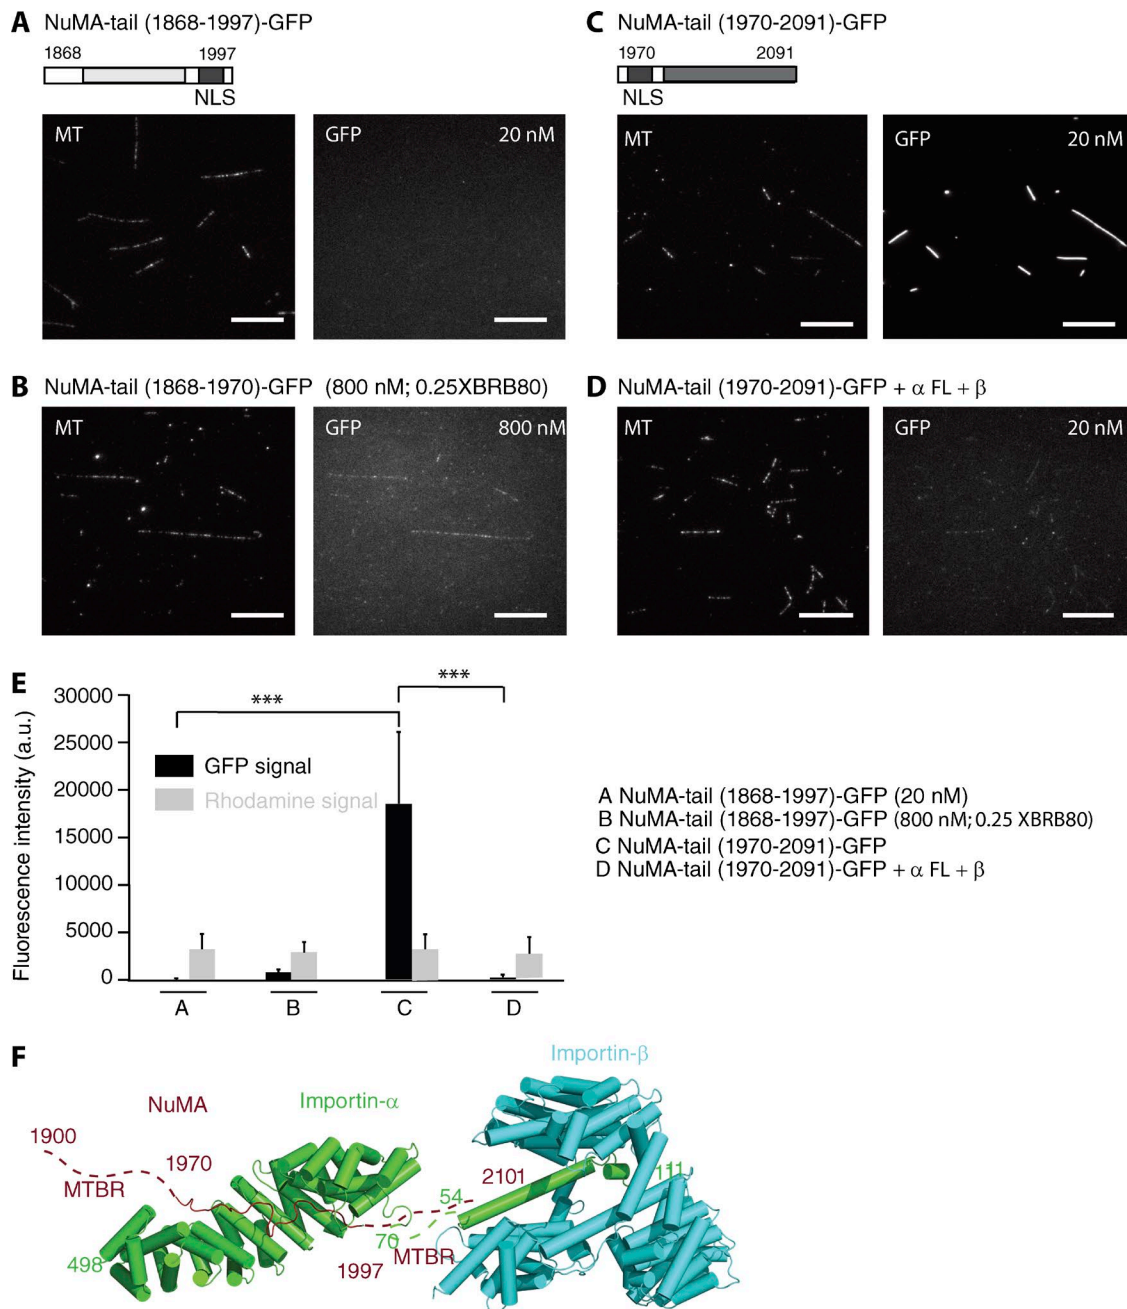 A NuMA-tail (1868-1997)-GFP
1868 1997
NLS
MT
GFP 20 nM
C NuMA-tail (1970-2091)-GFP
1970 2091
NLS
MT
GFP 20 nM
B NuMA-tail (1868-1970)-GFP (800 nM; 0.25XBRB80)
MT
GFP 800 nM
D NuMA-tail (1970-2091)-GFP + α FL + β
MT
GFP 20 nM
E
Fluorescence intensity (a.u.)
30000
25000
20000
15000
10000
5000
0
***
***
GFP signal
Rhodamine signal
A B C D
A NuMA-tail (1868-1997)-GFP (20 nM)
B NuMA-tail (1868-1997)-GFP (800 nM; 0.25 XBRB80)
C NuMA-tail (1970-2091)-GFP
D NuMA-tail (1970-2091)-GFP + α FL + β
F
Importin-β
NuMA
Importin-α
1900
1970
MTBR
2101
111
54
70
MTBR
498
1997